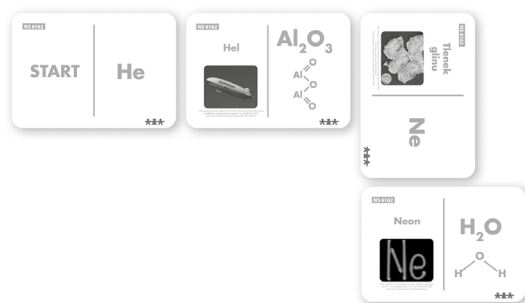 NS 6162
START
He
NS 6162
Hel
Al2O3
O
Al
O
Al
O
NS 6162
Tlenek
glinu
Ne
NS 6162
Neon
Ne
H2O
O
H
H